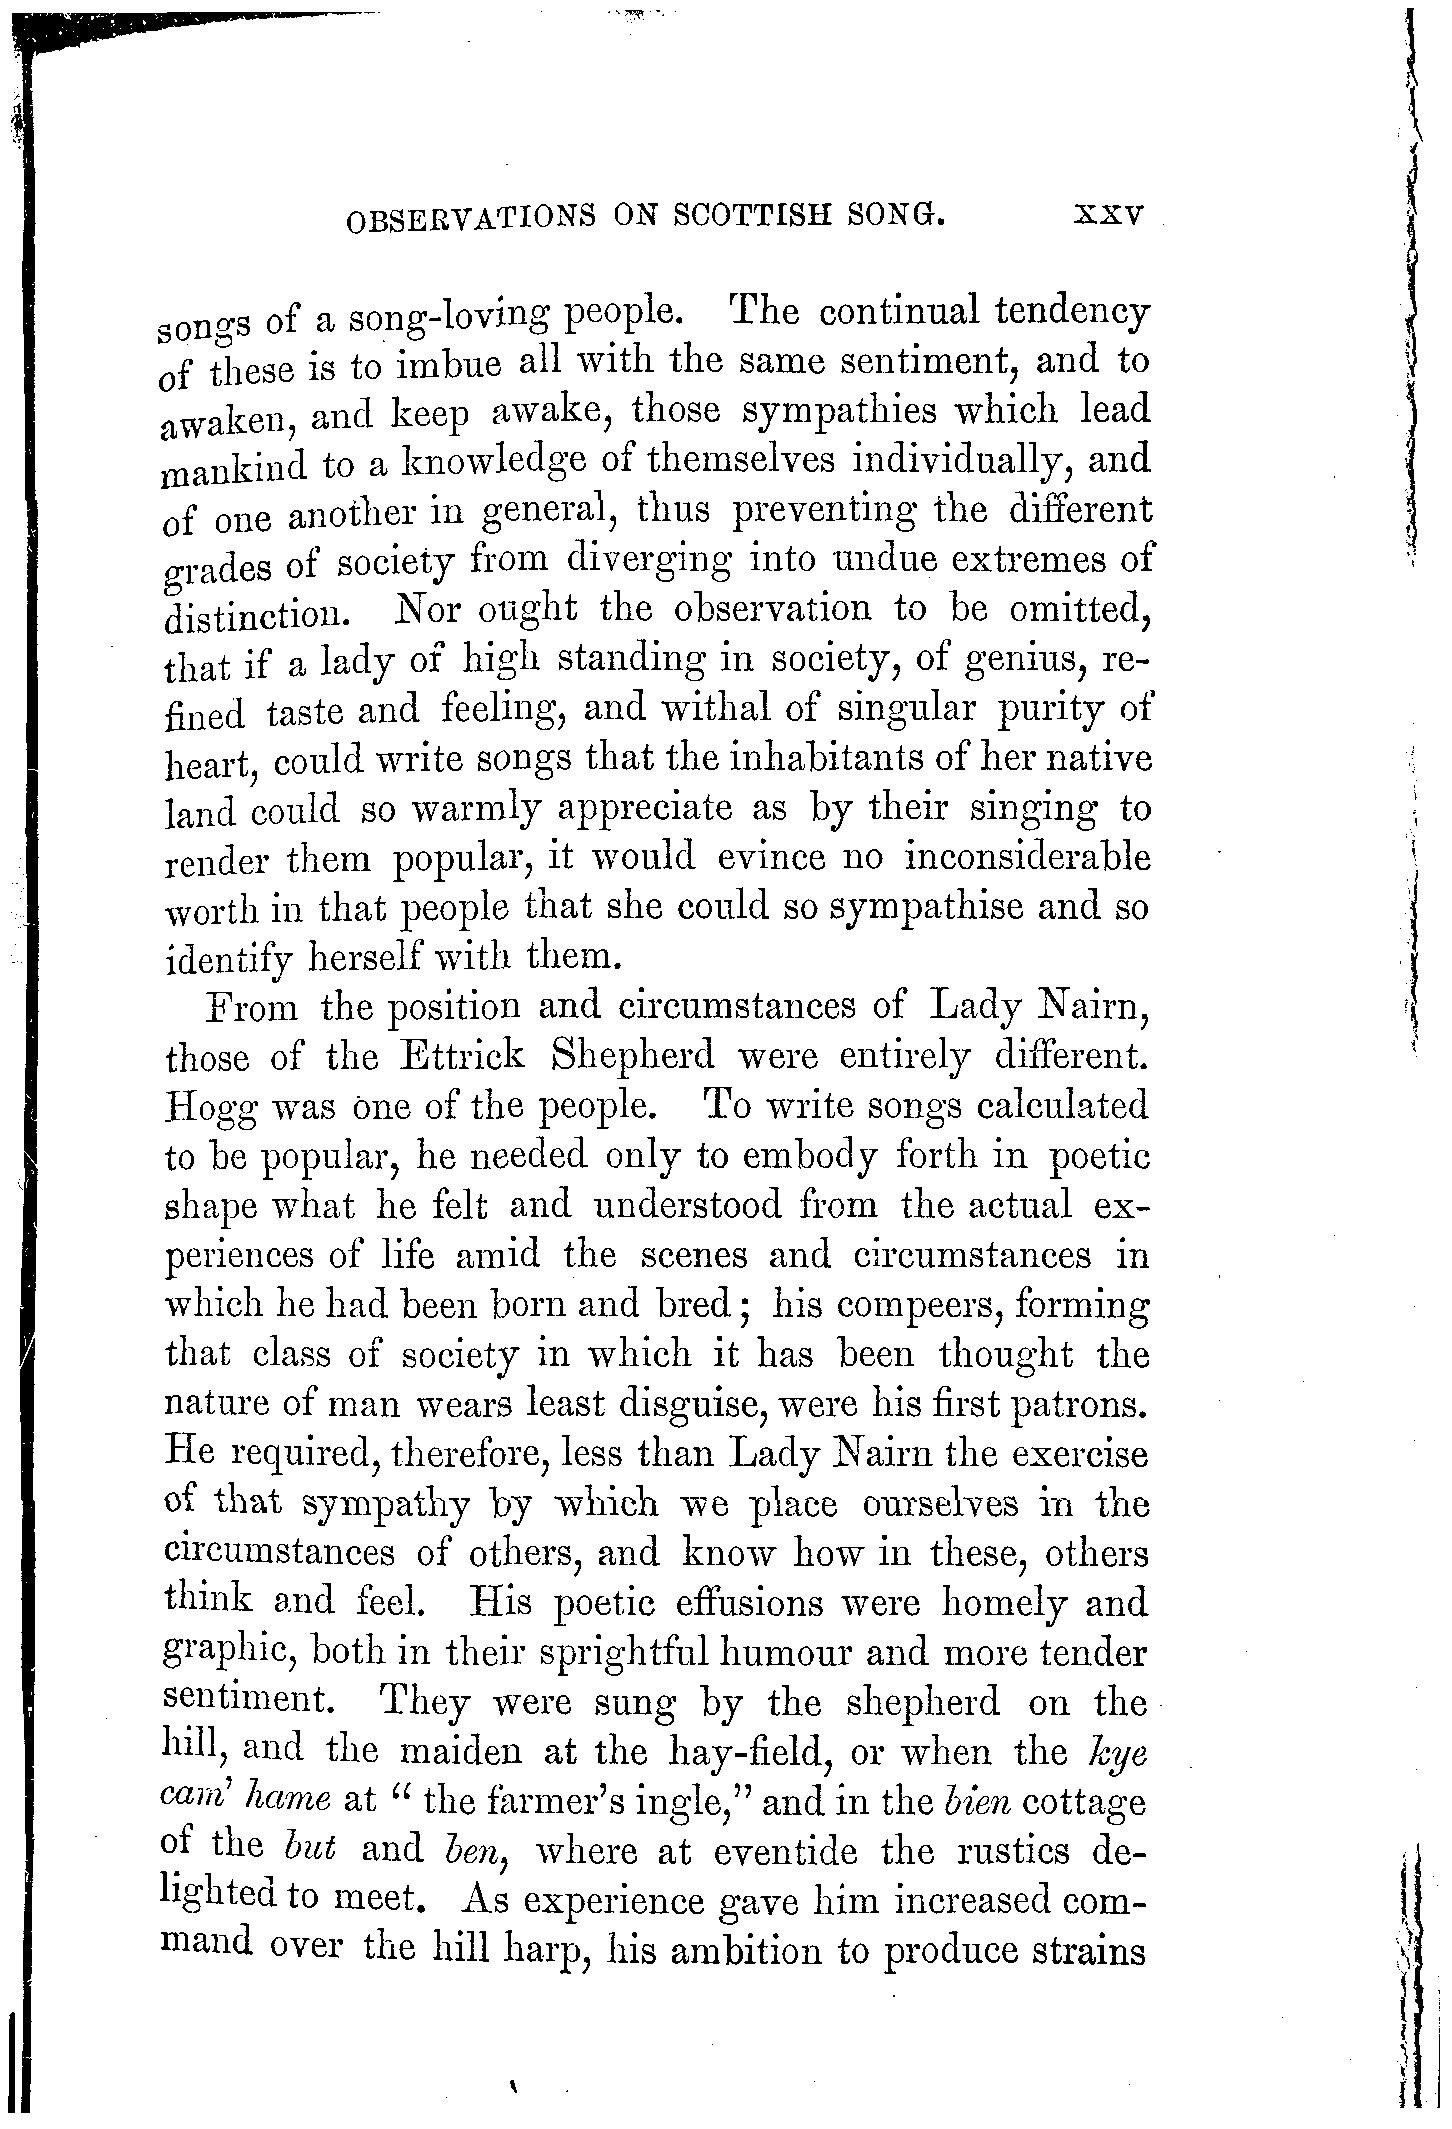 OBSERVATIONS ON SCOTTISH SONG. XXV
songs of a song-loving people. The continual tendency
of these is to imbue all with the same sentiment, and to
awaken, and keep awake, those sympathies which lead
mankind to a knowledge of themselves individually, and
of one another in general, thus preventing the different
grades of society from diverging into undue extremes of
distinction. Nor ought the observation to be omitted,
that if a lady of high standing in society, of genius, re-
fined taste and feeling, and withal of singular purity of
heart, could write songs that the inhabitants of her native
land could so warmly appreciate as by their singing to
render them popular, it would evince no inconsiderable
worth in that people that she could so sympathise and so
identify herself with them.
From the position and circumstances of Lady Nairn,
those of the Ettrick Shepherd were entirely different.
Hogg was one of the people. To write songs calculated
to be popular, he needed only to embody forth in poetic
shape what he felt and understood from the actual ex-
periences of life amid the scenes and circumstances in
which he had been born and bred; his compeers, forming
that class of society in which it has been thought the
nature of man wears least disguise, were his first patrons.
He required, therefore, less than Lady Nairn the exercise
of that sympathy by which we place ourselves in the
circumstances of others, and know how in these, others
think and feel. His poetic effusions were homely and
graphic, both in their sprightful humour and more tender
sentiment. They were sung by the shepherd on the
hill, and the maiden at the hay-field, or when the kye
cam' hame at “ the farmer's ingle,” and in the bien cottage
of the but and ben, where at eventide the rustics de-
lighted to meet. As experience gave him increased com-
mand over the hill harp, his ambition to produce strains